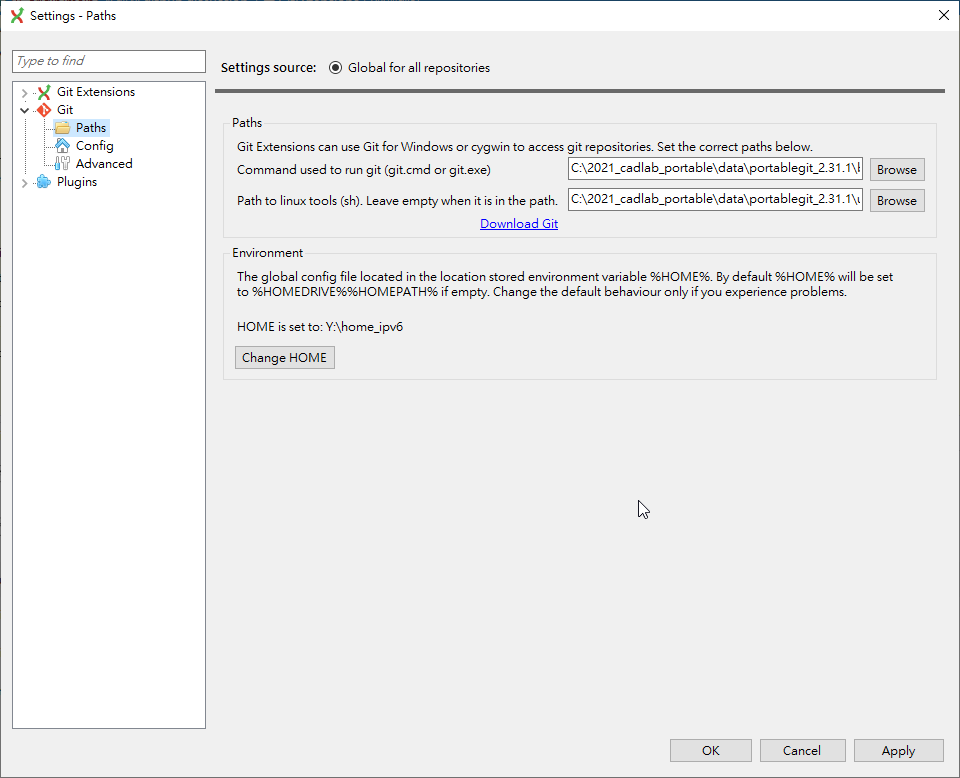 Settings - Paths
Type to find
Git Extensions
Git
Paths
Config
Advanced
Plugins
Settings source: Global for all repositories
Paths
Git Extensions can use Git for Windows or cygwin to access git repositories. Set the correct paths below.
Command used to run git (git.cmd or git.exe) C:\2021_cadlab_portable\data\portablegit_2.31.1\ Browse
Path to linux tools (sh). Leave empty when it is in the path. C:\2021_cadlab_portable\data\portablegit_2.31.1\ Browse
Download Git
Environment
The global config file located in the location stored environment variable %HOME%. By default %HOME% will be set
to %HOMEDRIVE%%HOMEPATH% if empty. Change the default behaviour only if you experience problems.
HOME is set to: Y:\home_ipv6
Change HOME
OK Cancel Apply